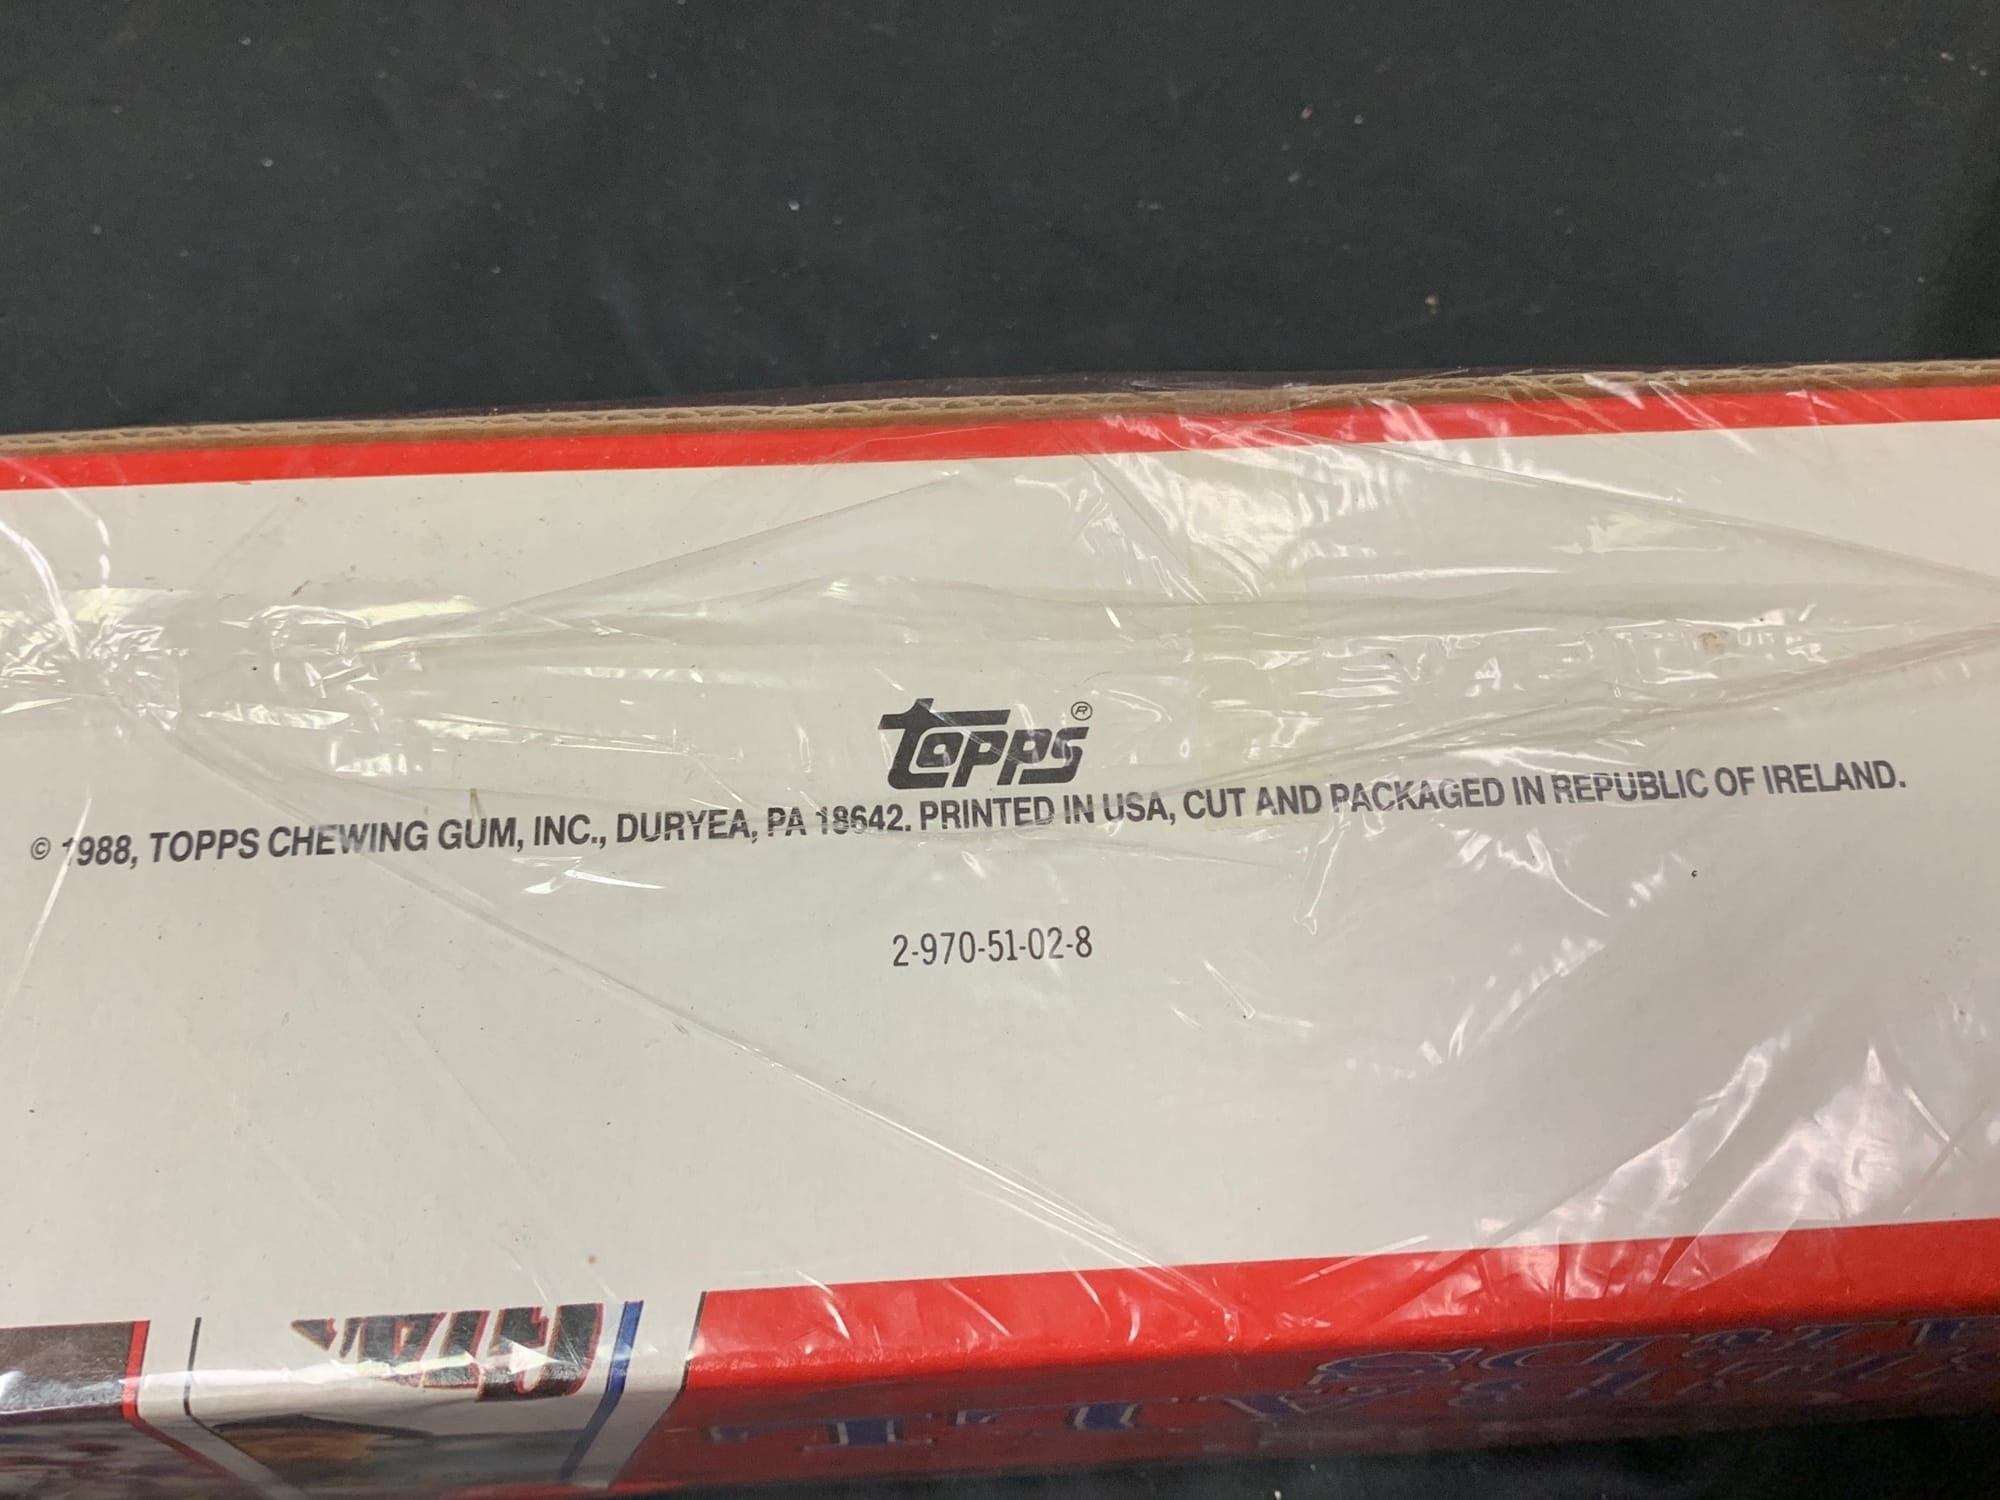 Topps®
© 1988, TOPPS CHEWING GUM, INC., DURYEA, PA 18642. PRINTED IN USA, CUT AND PACKAGED IN REPUBLIC OF IRELAND.
2-970-51-02-8